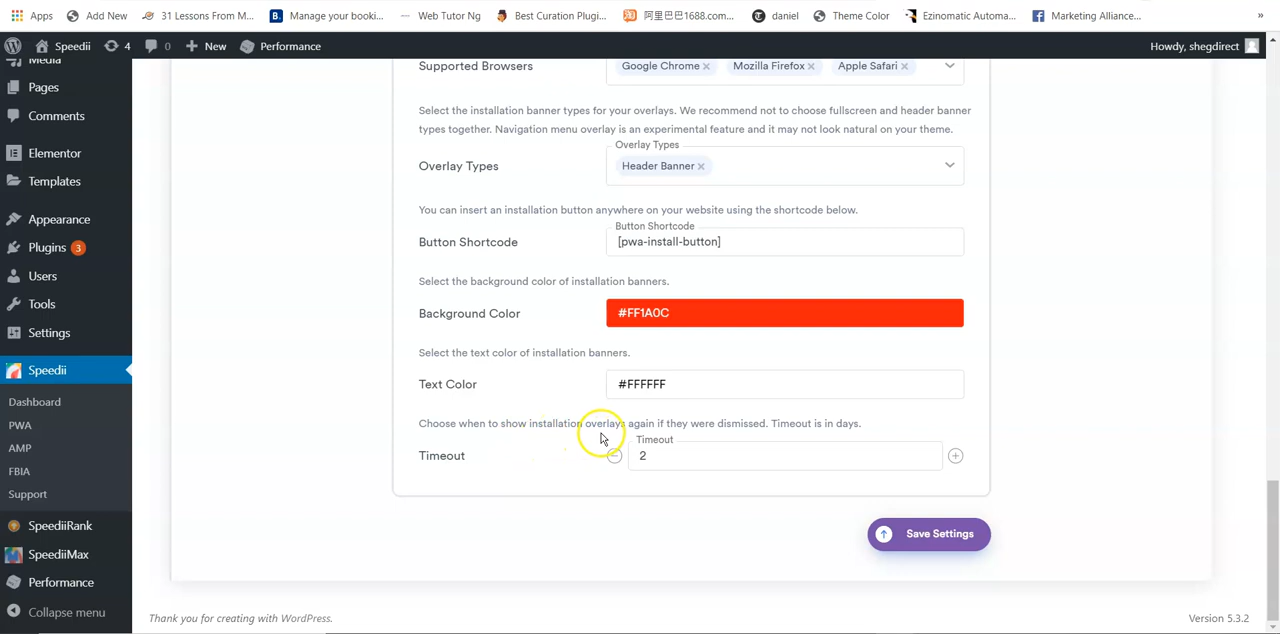 Apps
Add New
31 Lessons From M...
Manage your booki...
Web Tutor Ng
Best Curation Plugi...
阿里巴巴1688.com...
daniel
Theme Color
Ezinomatic Automa...
Marketing Alliance...
»
Speedii
4
0
New
Performance
Howdy, shegdirect
Media
Pages
Comments
Elementor
Templates
Appearance
Plugins 3
Users
Tools
Settings
Speedii
Dashboard
PWA
AMP
FBIA
Support
SpeediiRank
SpeediiMax
Performance
Collapse menu
Supported Browsers
Google Chrome × Mozilla Firefox × Apple Safari ×
Select the installation banner types for your overlays. We recommend not to choose fullscreen and header banner
types together. Navigation menu overlay is an experimental feature and it may not look natural on your theme.
Overlay Types
Overlay Types
Header Banner ×
You can insert an installation button anywhere on your website using the shortcode below.
Button Shortcode
Button Shortcode
[pwa-install-button]
Select the background color of installation banners.
Background Color
#FF1A0C
Select the text color of installation banners.
Text Color
#FFFFFF
Choose when to show installation overlays again if they were dismissed. Timeout is in days.
Timeout
Timeout
2
Save Settings
Thank you for creating with WordPress.
Version 5.3.2